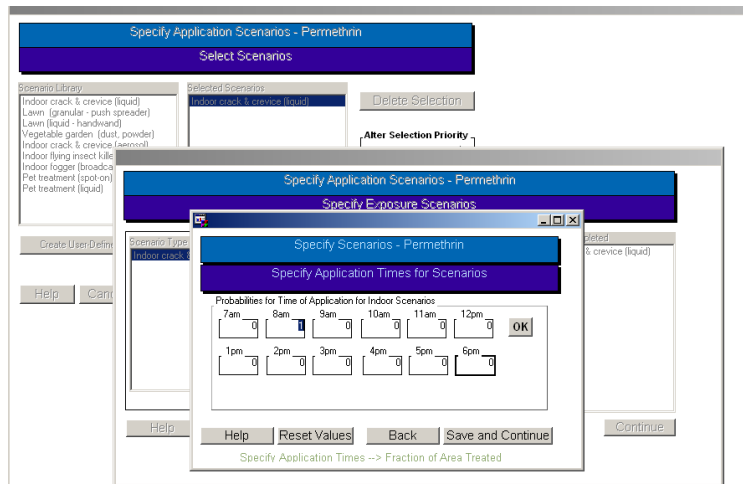 Specify Application Scenarios - Permethrin
Select Scenarios
Scenario Library
Indoor crack & crevice (liquid)
Lawn (granular - push spreader)
Lawn (liquid - handwand)
Vegetable garden (dust, powder)
Indoor crack & crevice (aerosol)
Indoor flying insect kille
Indoor fogger (broadca
Pet treatment (spot-on)
Pet treatment (liquid)
Selected Scenarios
Indoor crack & crevice (liquid)
Delete Selection
Alter Selection Priority
Create User-Define
Help
Canc
Specify Application Scenarios - Permethrin
Specify Exposure Scenarios
Scenario Type
Indoor crack &
pleted
& crevice (liquid)
Help
Continue
Specify Scenarios - Permethrin
Specify Application Times for Scenarios
Probabilities for Time of Application for Indoor Scenarios
7am 8am 9am 10am 11am 12pm
0 1 0 0 0 0 OK
1pm 2pm 3pm 4pm 5pm 6pm
0 0 0 0 0 0
Help Reset Values Back Save and Continue
Specify Application Times --> Fraction of Area Treated